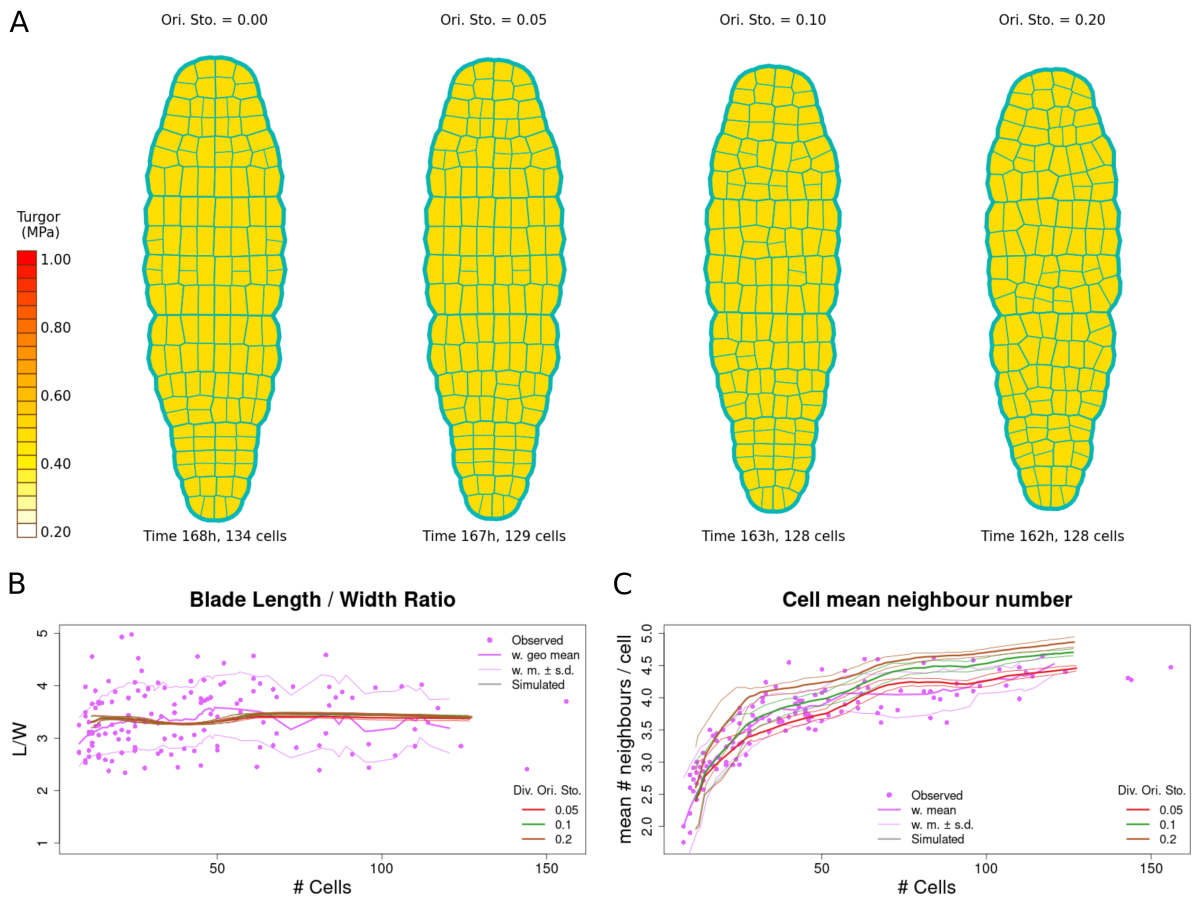 A
Ori. Sto. = 0.00
Ori. Sto. = 0.05
Ori. Sto. = 0.10
Ori. Sto. = 0.20
Turgor
(MPa)
1.00
0.80
0.60
0.40
0.20
Time 168h, 134 cells
Time 167h, 129 cells
Time 163h, 128 cells
Time 162h, 128 cells
B
Blade Length / Width Ratio
L/W
5
4
3
2
1
Observed
w. geo mean
w. m. ± s.d.
Simulated
Div. Ori. Sto.
0.05
0.1
0.2
50
100
150
# Cells
C
Cell mean neighbour number
mean # neighbours / cell
5.0
4.5
4.0
3.5
3.0
2.5
2.0
Observed
w. mean
w. m. ± s.d.
Simulated
Div. Ori. Sto.
0.05
0.1
0.2
50
100
150
# Cells